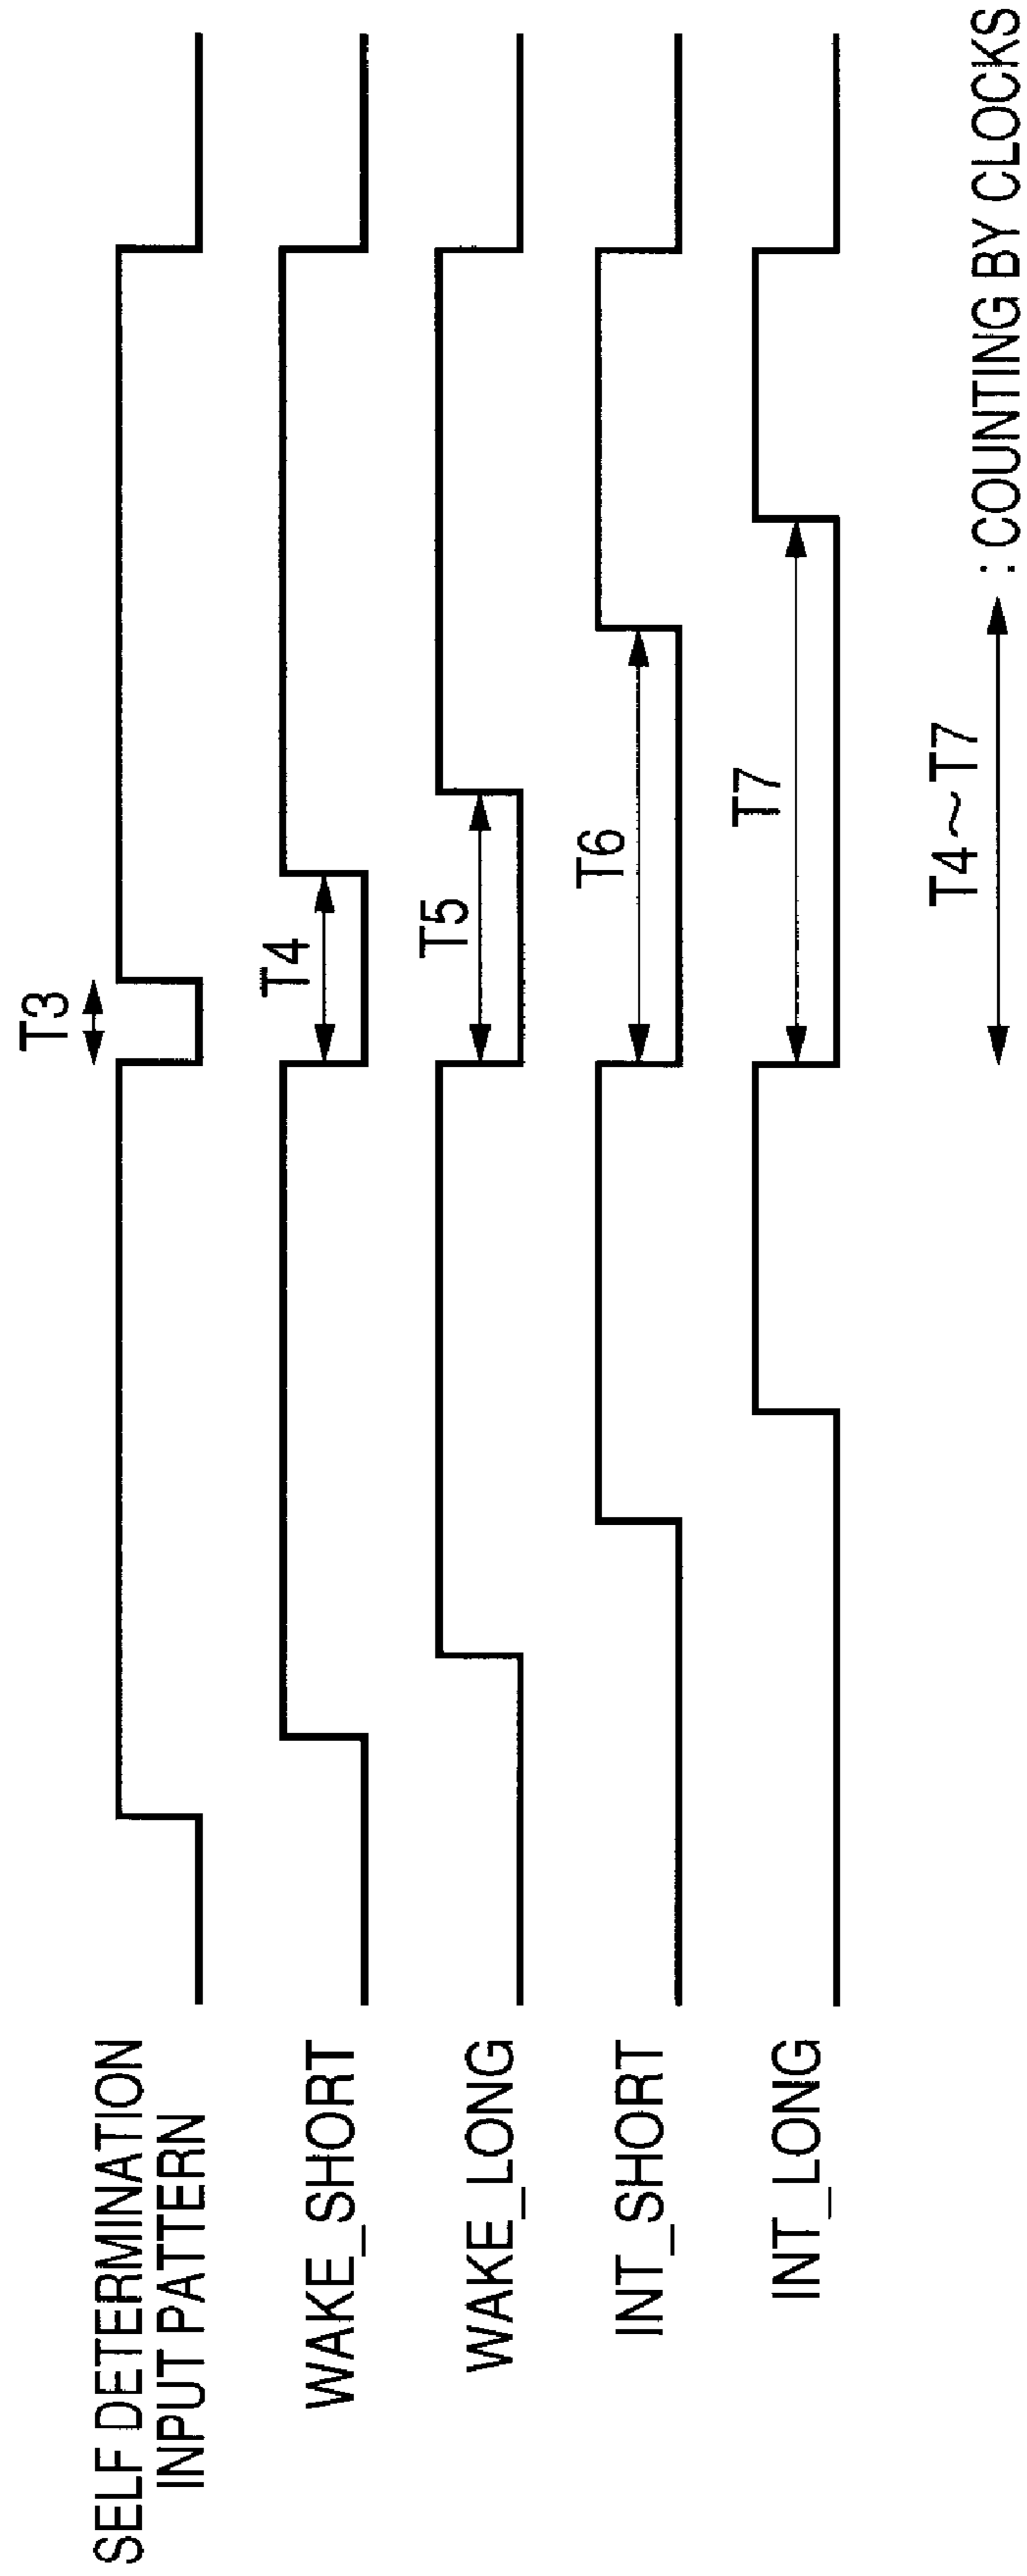 T3
SELF DETERMINATION
INPUT PATTERN
T4
WAKE_SHORT
T5
WAKE_LONG
T6
INT_SHORT
T7
INT_LONG
T4~T7
: COUNTING BY CLOCKS